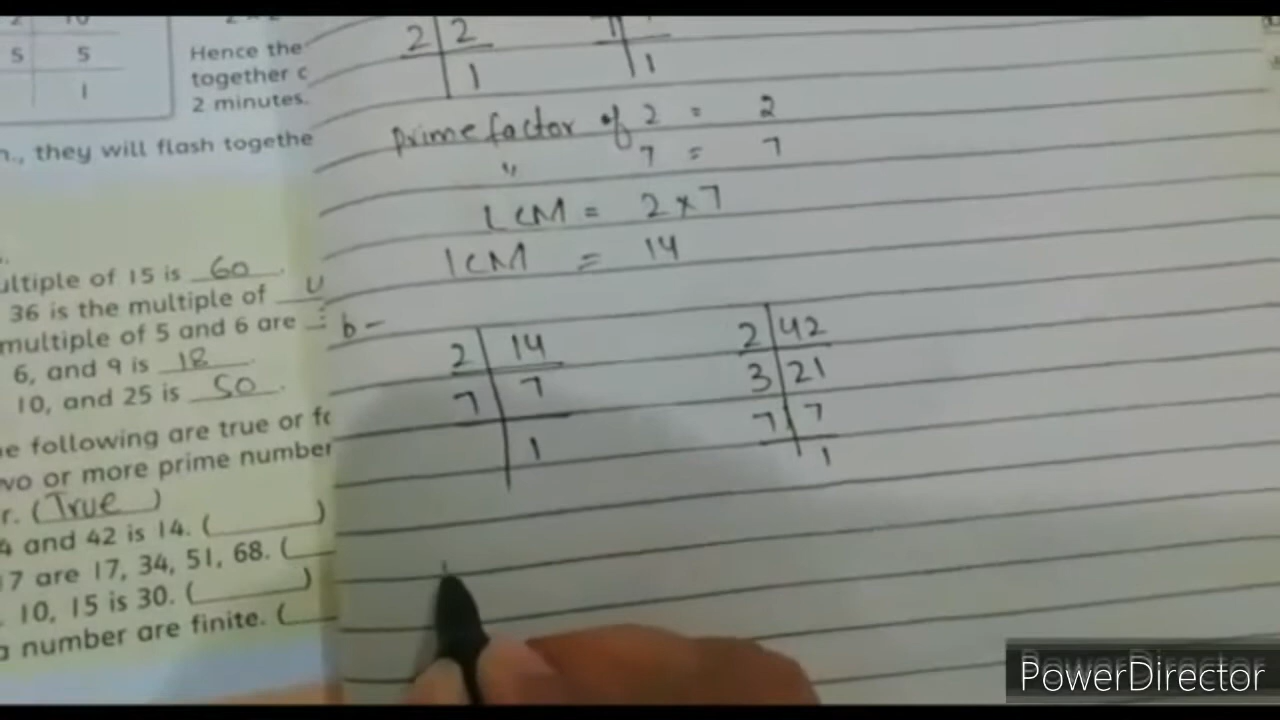 2 10
5 5
1
Hence the
together
2 minutes.
they will flash
2 2
1
1
Prime factor of 2 = 2
" 7 = 7
LCM = 2 × 7
LCM = 14
multiple of 15 is 60.
36 is the multiple of
multiple of 5 and 6 are
6, and 9 is 18.
10, and 25 is 50.
following are true or
two or more prime number
(True)
and 42 is 14. (______)
are 17, 34, 51, 68. (
10, 15 is 30. (______)
a number are finite. (
b-
2 14
7 7
1
2 42
3 21
7 7
1
PowerDirector